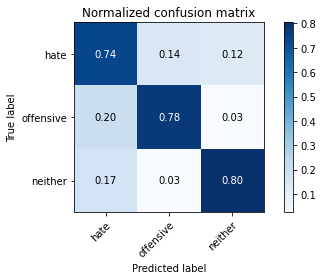 Normalized confusion matrix
True label
hate 0.74 0.14 0.12
offensive 0.20 0.78 0.03
neither 0.17 0.03 0.80
hate offensive neither
Predicted label
0.8
0.7
0.6
0.5
0.4
0.3
0.2
0.1